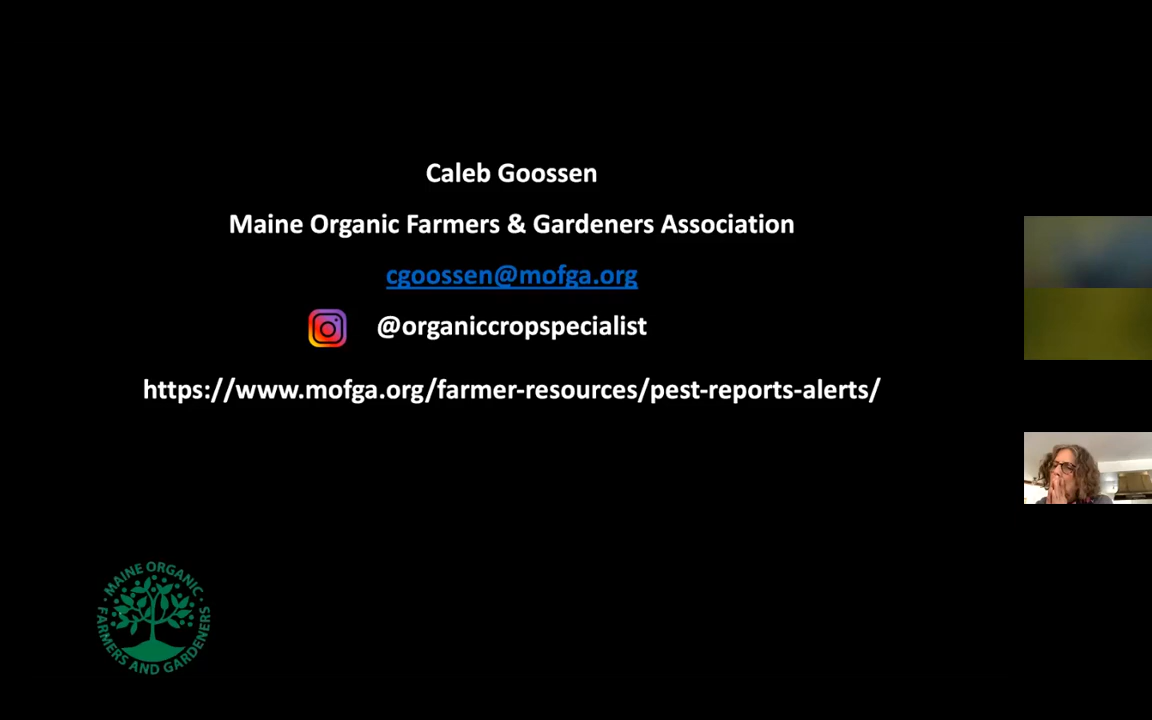 Caleb Goossen
Maine Organic Farmers & Gardeners Association
cgoossen@mofga.org
@organiccropspecialist
https://www.mofga.org/farmer-resources/pest-reports-alerts/
· MAINE ORGANIC ·
FARMERS AND GARDENERS